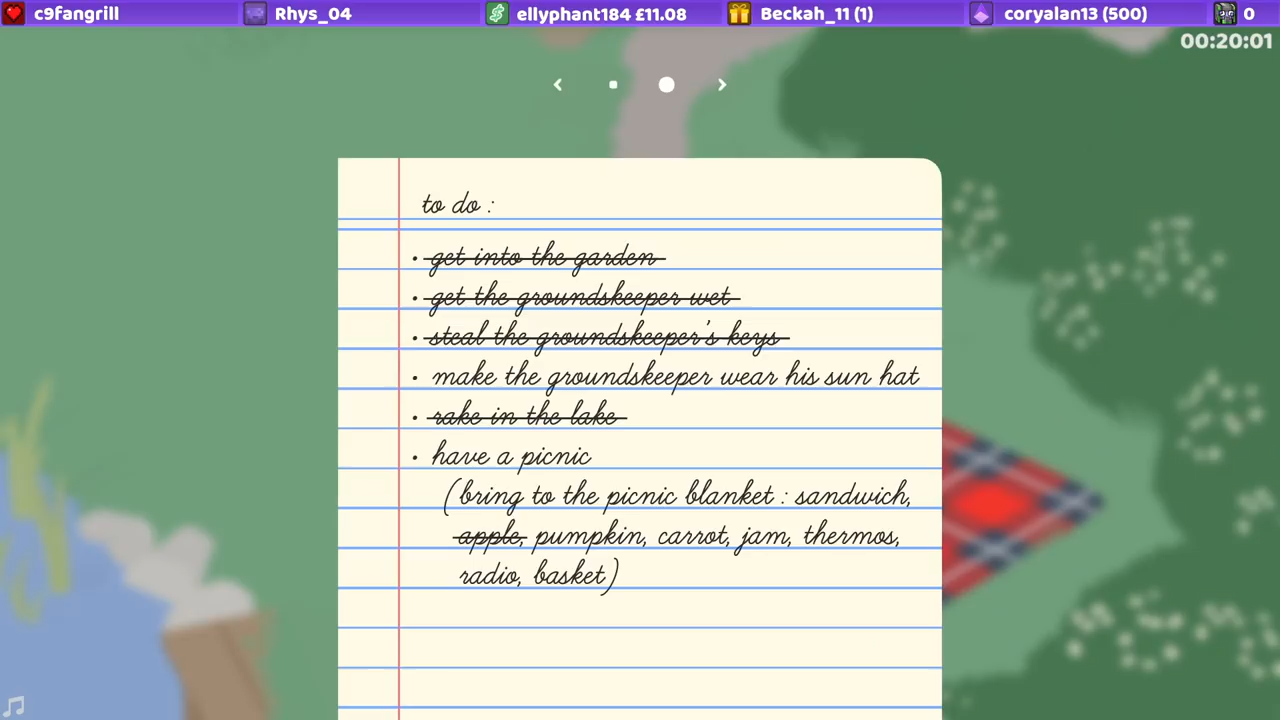 c9fangrill Rhys_04 ellyphant184 £11.08 Beckah_11 (1) coryalan13 (500) 0
00:20:01
to do :
• get into the garden
• get the groundskeeper wet
• steal the groundskeeper's keys
• make the groundskeeper wear his sun hat
• rake in the lake
• have a picnic
(bring to the picnic blanket : sandwich,
apple, pumpkin, carrot, jam, thermos,
radio, basket)